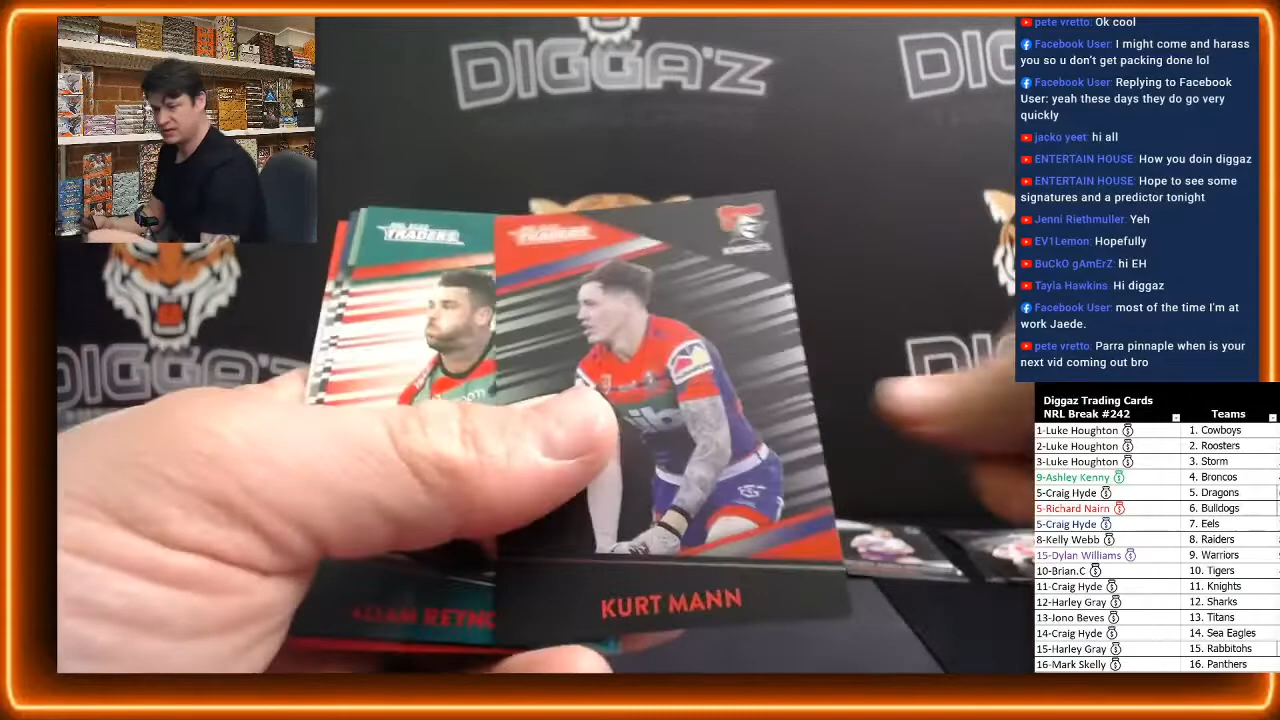 DIGGA'Z
TRADERS
TRADERS
KNIGHTS
KURT MANN
pete vretto: Ok cool
Facebook User: I might come and harass
you so u don't get packing done lol
Facebook User: Replying to Facebook
User: yeah these days they do go very
quickly
jacko yeet: hi all
ENTERTAIN HOUSE: How you doin diggaz
ENTERTAIN HOUSE: Hope to see some
signatures and a predictor tonight
Jenni Riethmuller: Yeh
EV1Lemon: Hopefully
BuCkO gAmErZ: hi EH
Tayla Hawkins: Hi diggaz
Facebook User: most of the time I'm at
work Jaede.
pete vretto: Parra pinnaple when is your
next vid coming out bro
Diggaz Trading Cards
NRL Break #242 Teams
1-Luke Houghton 1. Cowboys
2-Luke Houghton 2. Roosters
3-Luke Houghton 3. Storm
9-Ashley Kenny 4. Broncos
5-Craig Hyde 5. Dragons
5-Richard Nairn 6. Bulldogs
5-Craig Hyde 7. Eels
8-Kelly Webb 8. Raiders
15-Dylan Williams 9. Warriors
10-Brian.C 10. Tigers
11-Craig Hyde 11. Knights
12-Harley Gray 12. Sharks
13-Jono Beves 13. Titans
14-Craig Hyde 14. Sea Eagles
15-Harley Gray 15. Rabbitohs
16-Mark Skelly 16. Panthers